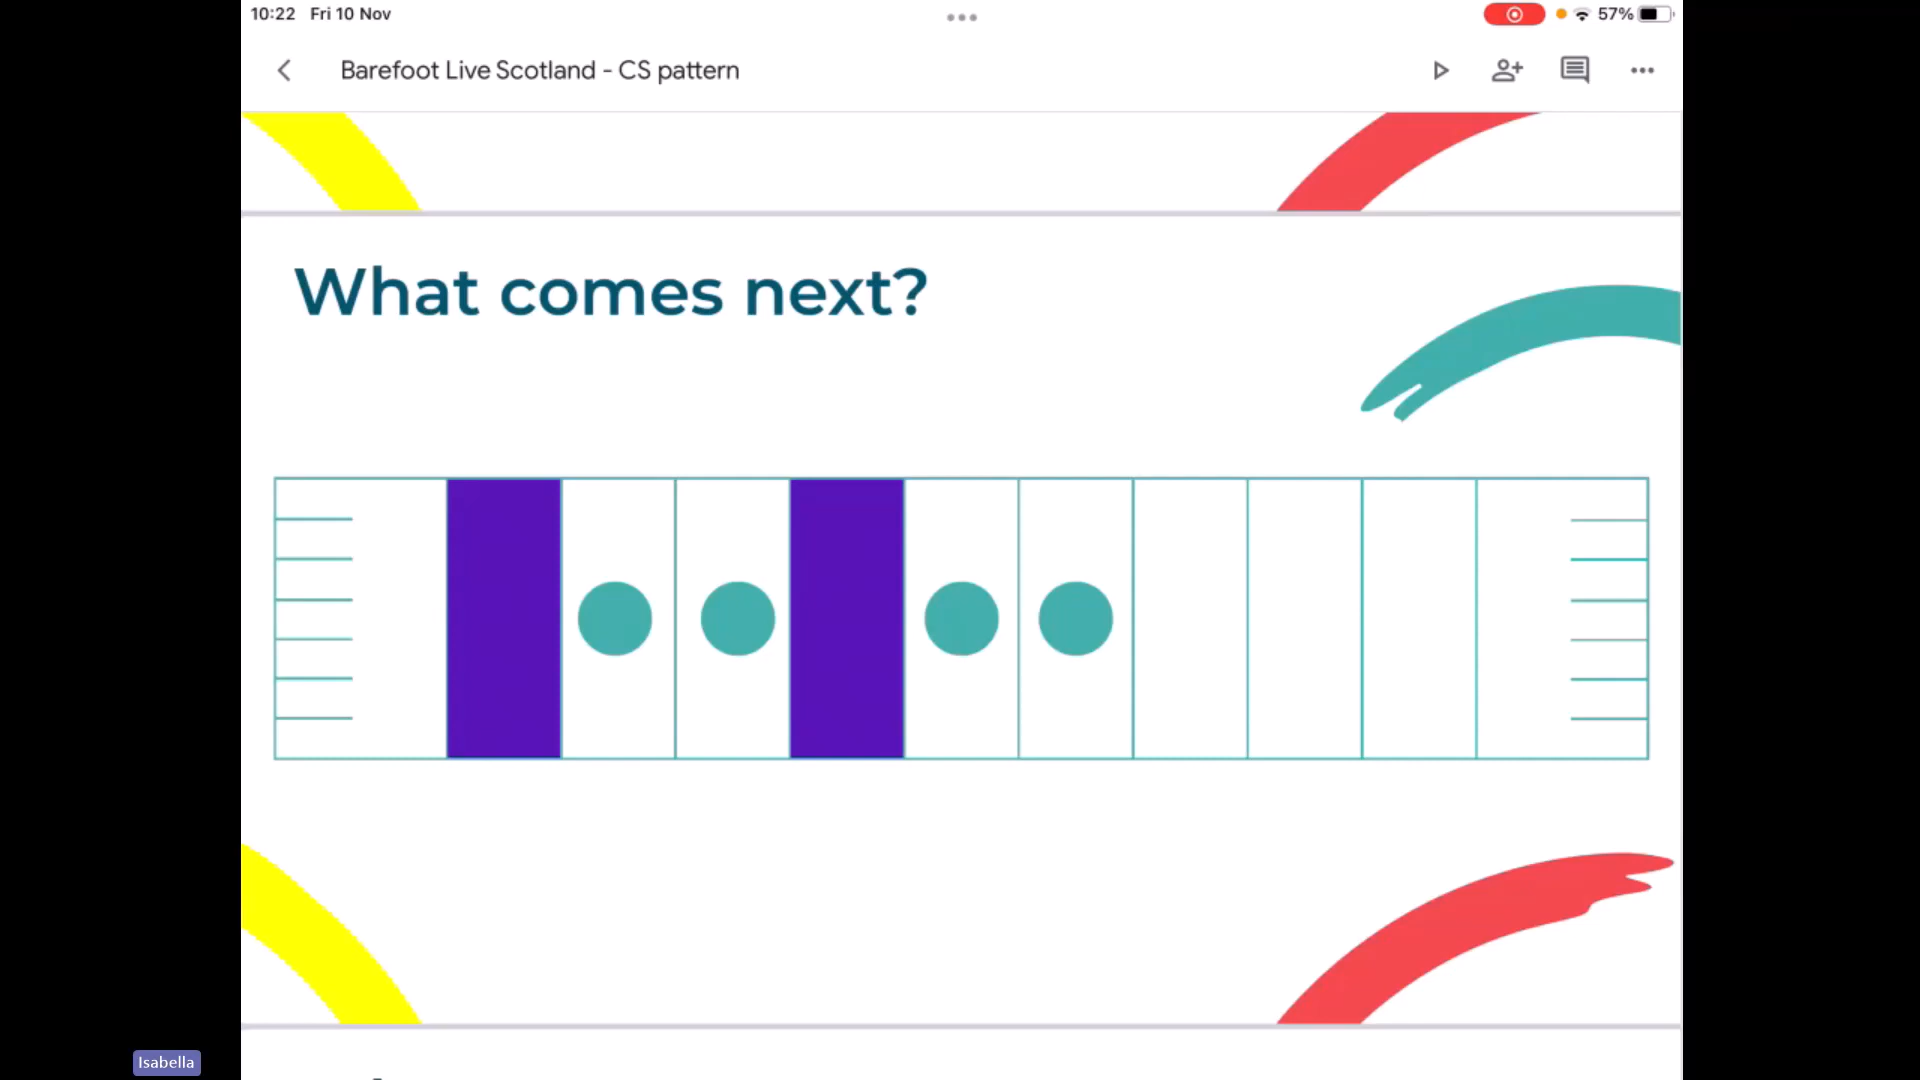 10:22 Fri 10 Nov
57%
Barefoot Live Scotland - CS pattern
What comes next?
Isabella